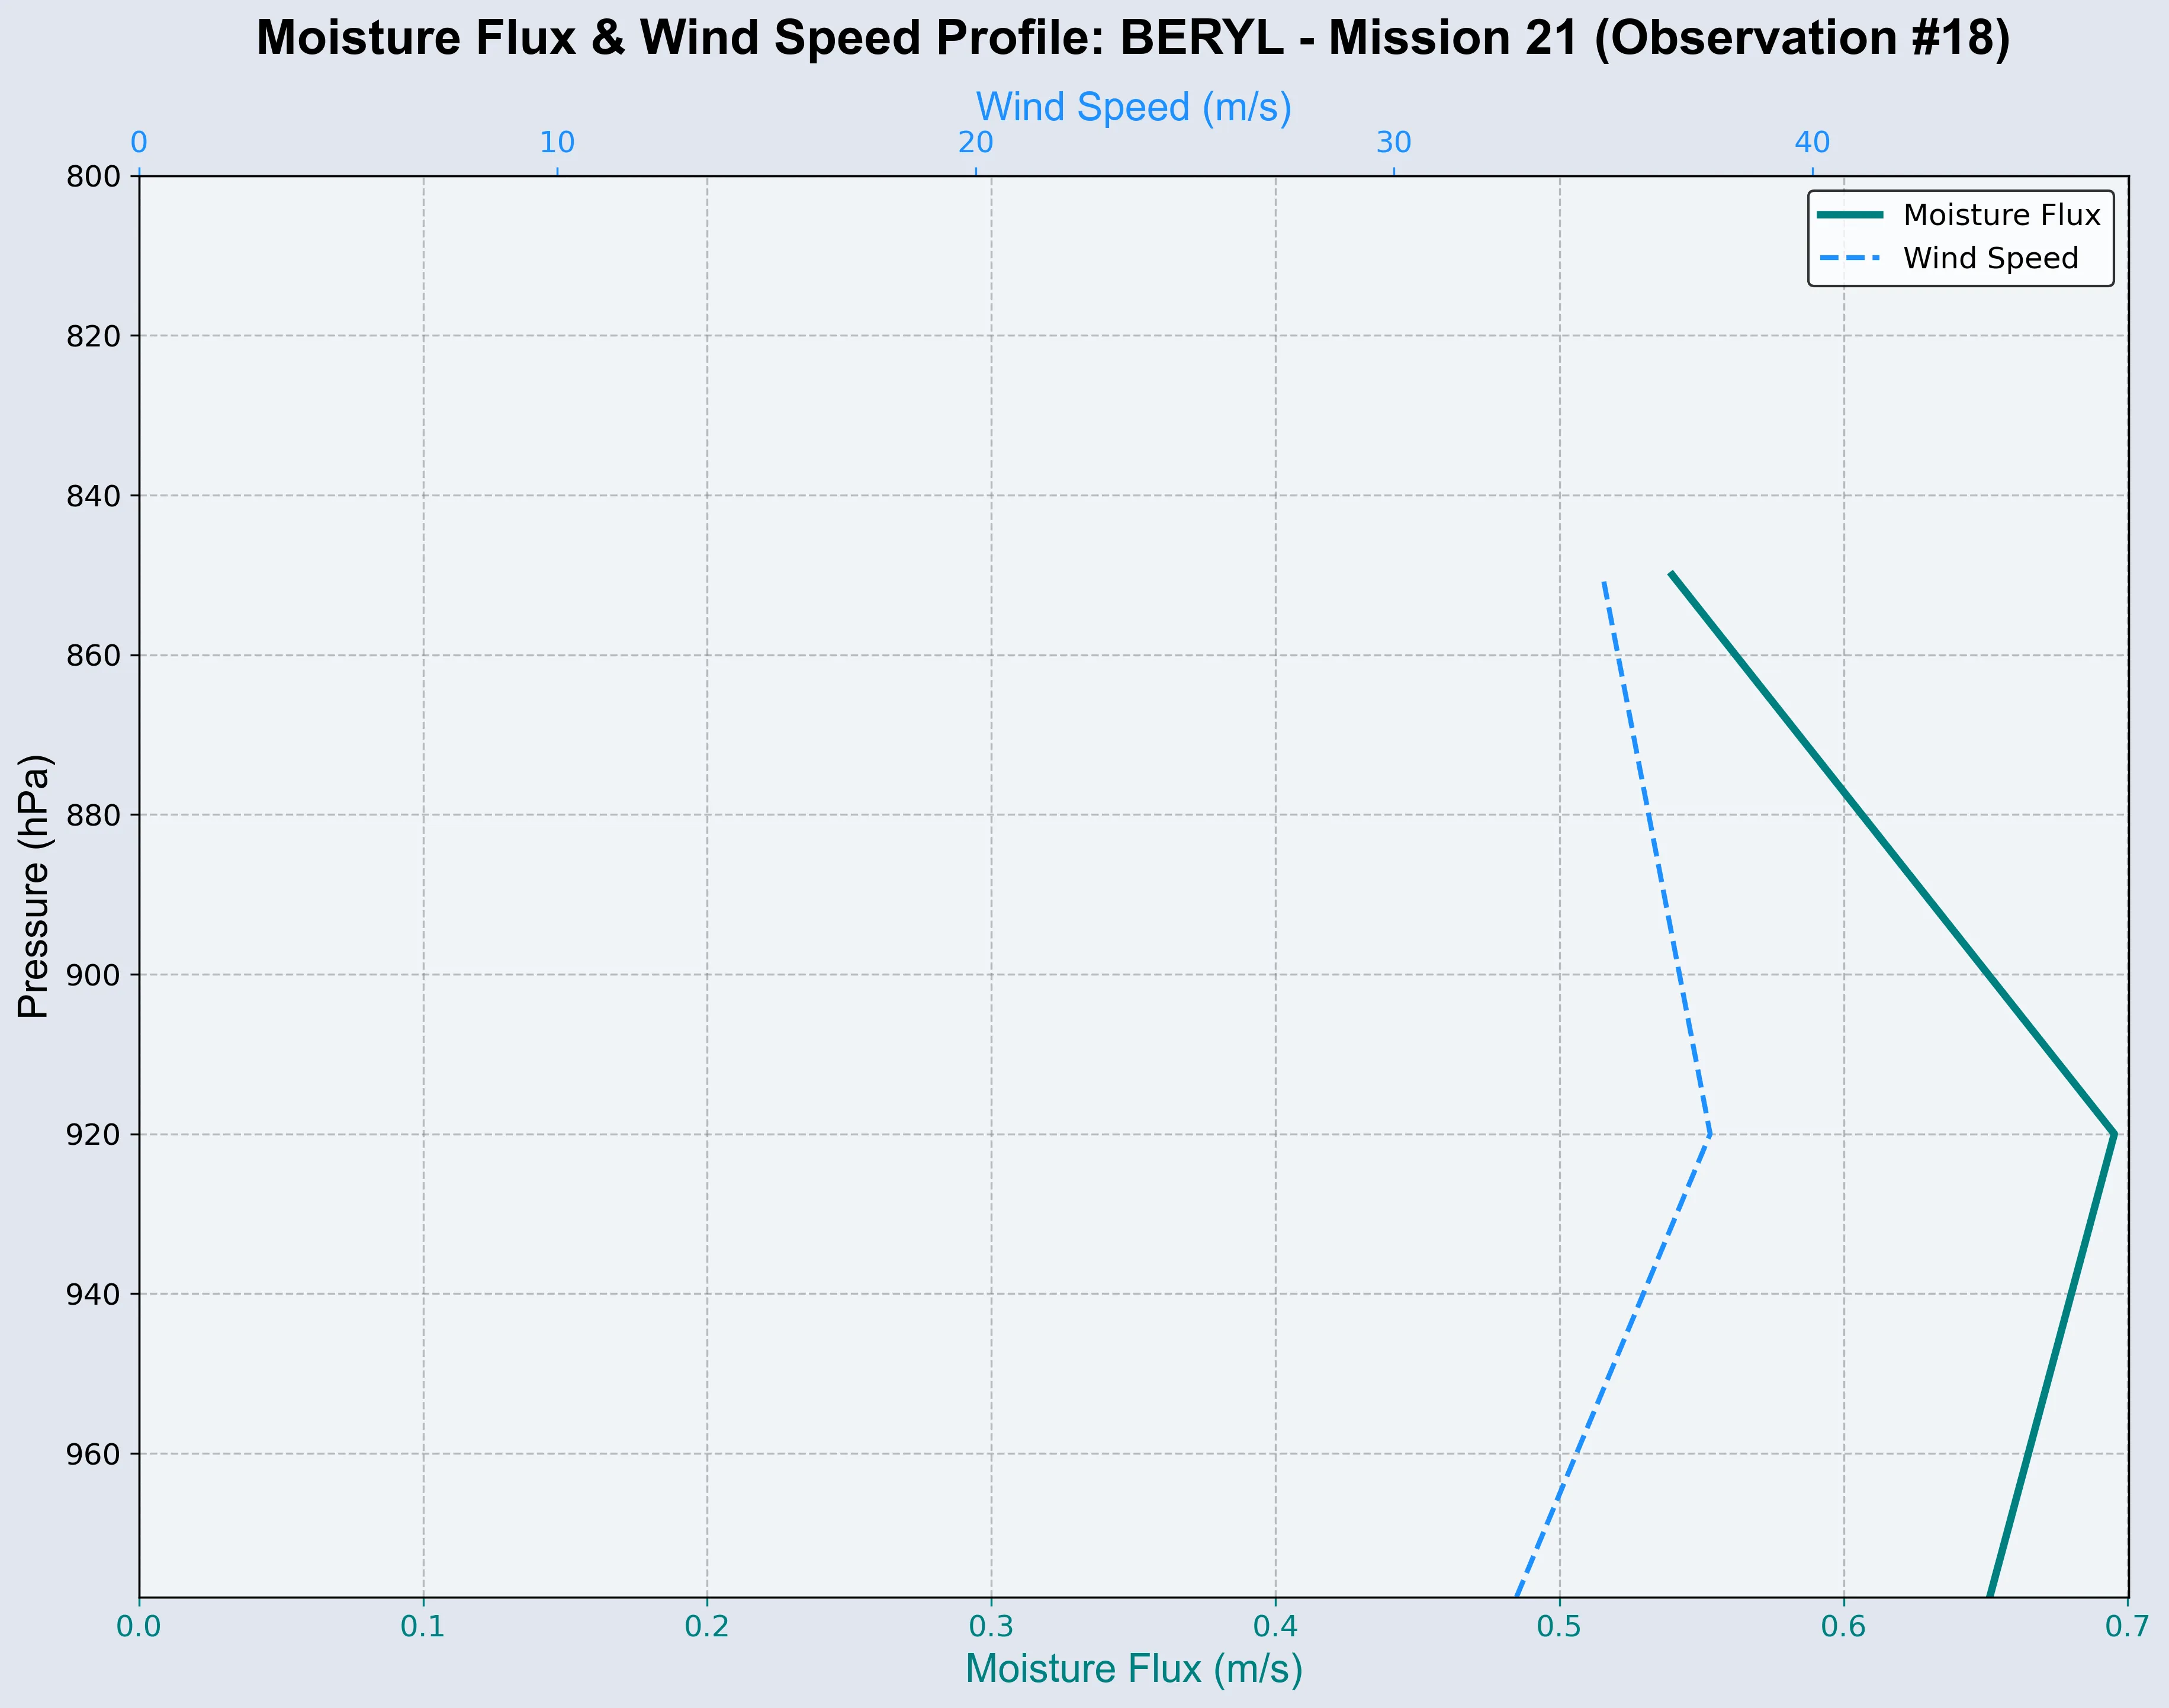 Moisture Flux & Wind Speed Profile: BERYL - Mission 21 (Observation #18)
Wind Speed (m/s)
0 10 20 30 40
800
820
840
860
880
900
920
940
960
Pressure (hPa)
Moisture Flux
Wind Speed
0.0 0.1 0.2 0.3 0.4 0.5 0.6 0.7
Moisture Flux (m/s)